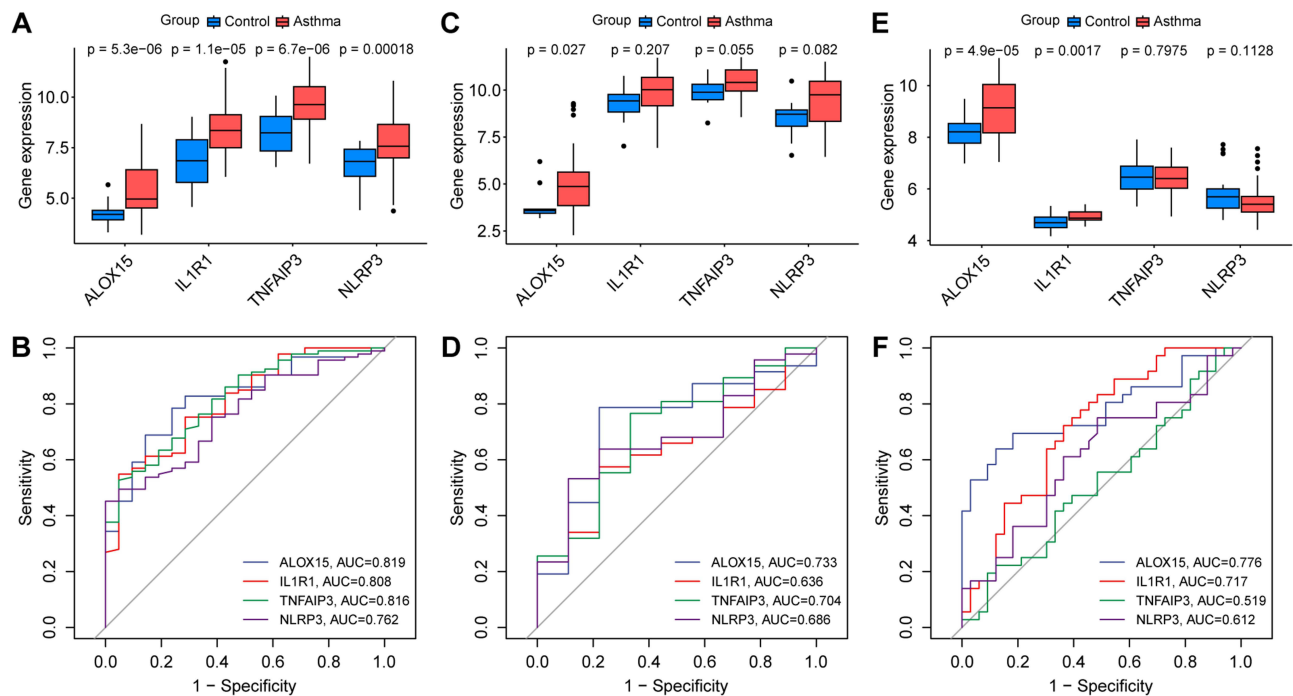 A
Group Control Asthma
p = 5.3e−06 p = 1.1e−05 p = 6.7e−06 p = 0.00018
Gene expression
10.0
7.5
5.0
ALOX15 IL1R1 TNFAIP3 NLRP3
C
Group Control Asthma
p = 0.027 p = 0.207 p = 0.055 p = 0.082
Gene expression
10.0
7.5
5.0
2.5
ALOX15 IL1R1 TNFAIP3 NLRP3
E
Group Control Asthma
p = 4.9e−05 p = 0.0017 p = 0.7975 p = 0.1128
Gene expression
10
8
6
4
ALOX15 IL1R1 TNFAIP3 NLRP3
B
Sensitivity
1.0
0.8
0.6
0.4
0.2
0.0
ALOX15, AUC=0.819
IL1R1, AUC=0.808
TNFAIP3, AUC=0.816
NLRP3, AUC=0.762
0.0 0.2 0.4 0.6 0.8 1.0
1 − Specificity
D
Sensitivity
1.0
0.8
0.6
0.4
0.2
0.0
ALOX15, AUC=0.733
IL1R1, AUC=0.636
TNFAIP3, AUC=0.704
NLRP3, AUC=0.686
0.0 0.2 0.4 0.6 0.8 1.0
1 − Specificity
F
Sensitivity
1.0
0.8
0.6
0.4
0.2
0.0
ALOX15, AUC=0.776
IL1R1, AUC=0.717
TNFAIP3, AUC=0.519
NLRP3, AUC=0.612
0.0 0.2 0.4 0.6 0.8 1.0
1 − Specificity